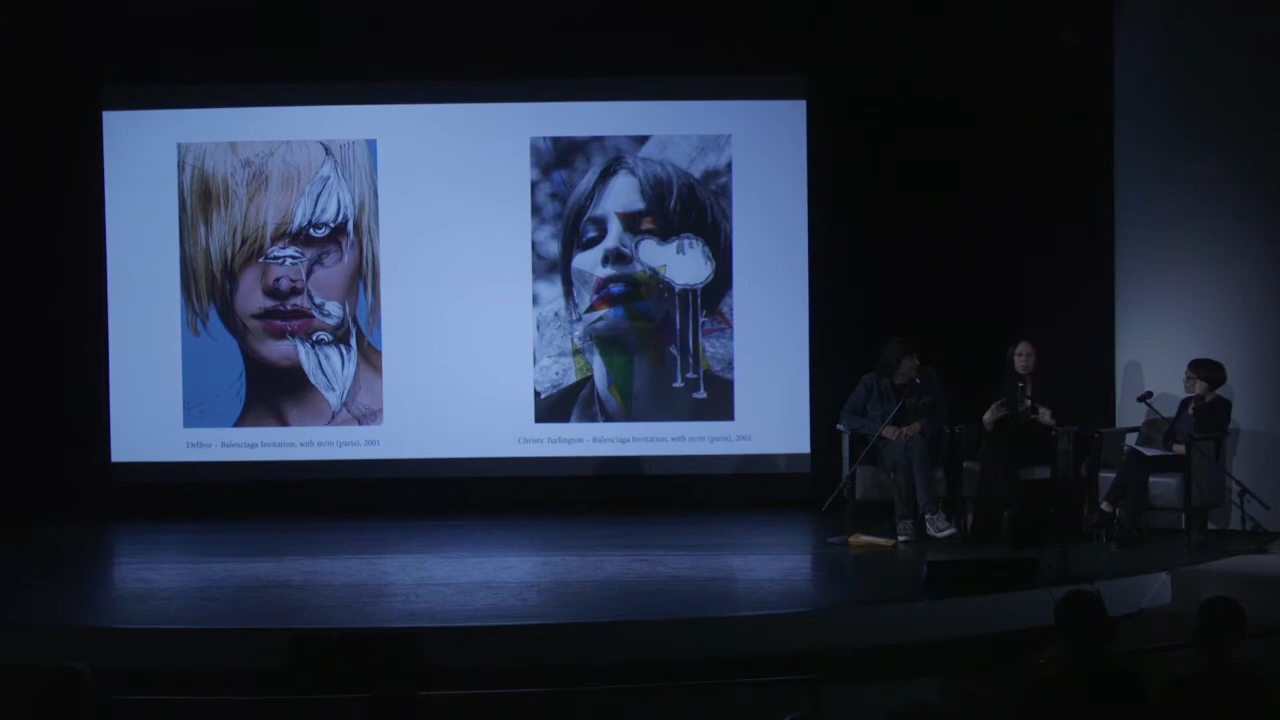 Delfine – Balenciaga Invitation, with m/m (paris), 2001
Christy Turlington – Balenciaga Invitation, with m/m (paris), 2001